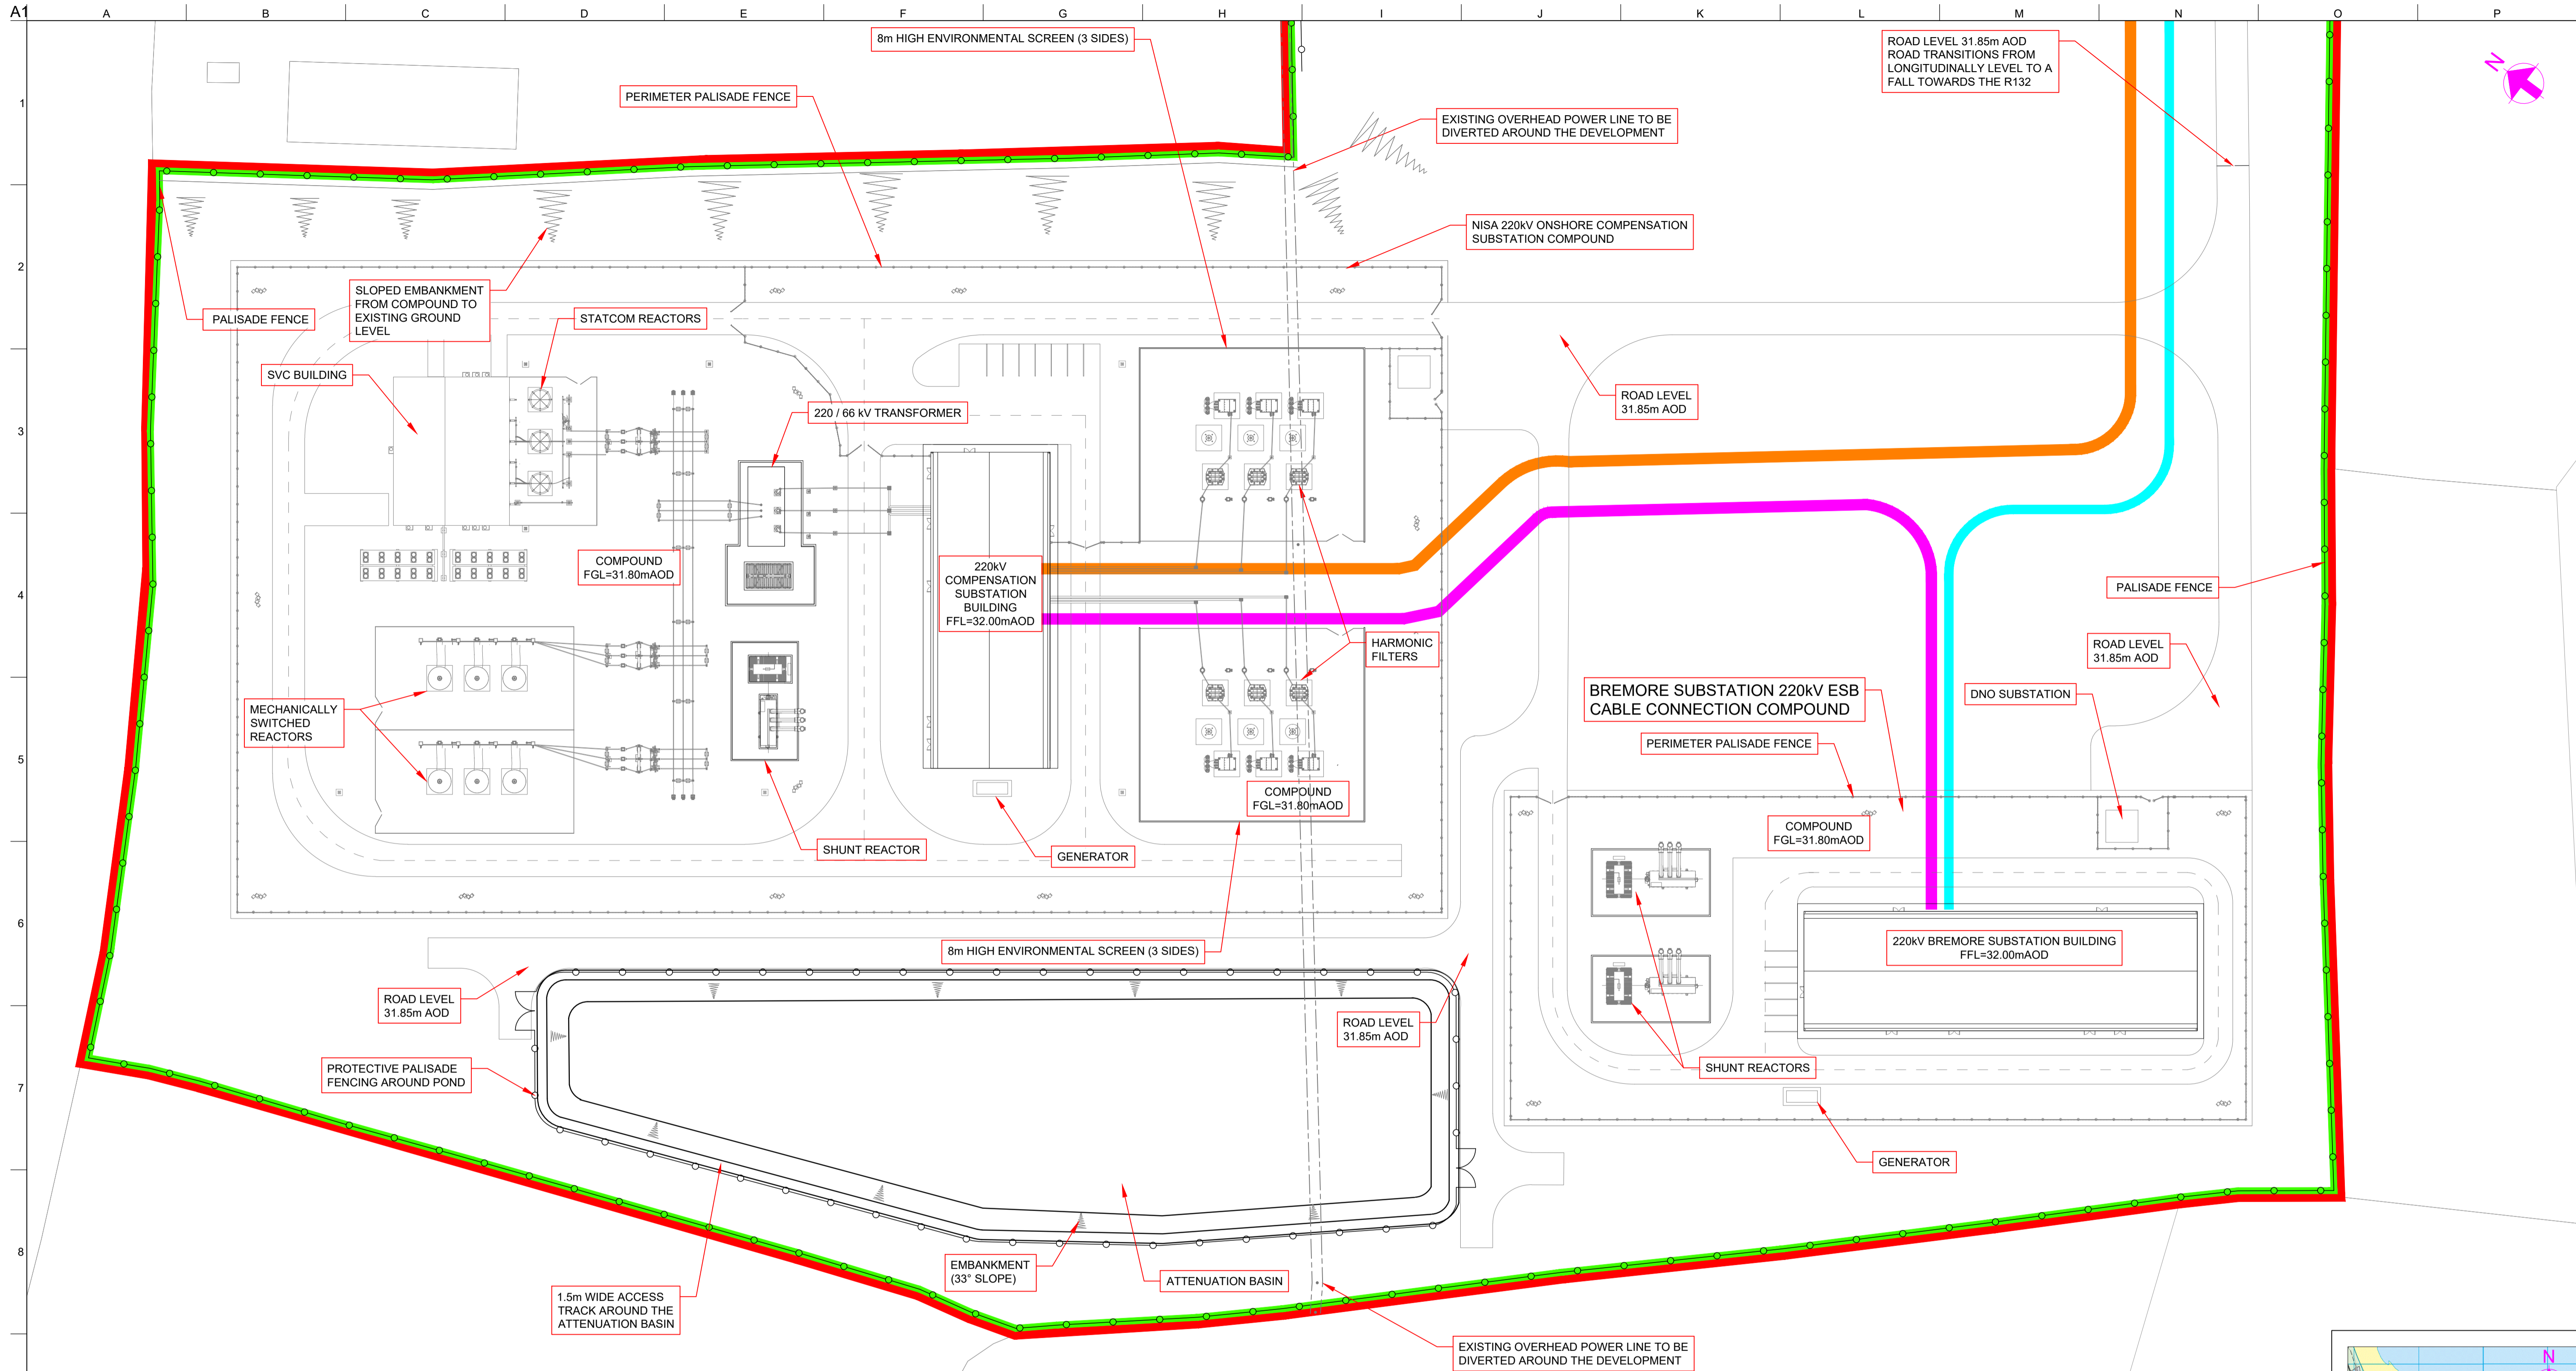 A1
A B C D E F G H I J K L M N O P
8m HIGH ENVIRONMENTAL SCREEN (3 SIDES)
ROAD LEVEL 31.85m AOD
ROAD TRANSITIONS FROM
LONGITUDINALLY LEVEL TO A
FALL TOWARDS THE R132
N
PERIMETER PALISADE FENCE
1
EXISTING OVERHEAD POWER LINE TO BE
DIVERTED AROUND THE DEVELOPMENT
NISA 220kV ONSHORE COMPENSATION
SUBSTATION COMPOUND
2
SLOPED EMBANKMENT
FROM COMPOUND TO
EXISTING GROUND
LEVEL
PALISADE FENCE
STATCOM REACTORS
SVC BUILDING
ROAD LEVEL
31.85m AOD
220 / 66 kV TRANSFORMER
3
COMPOUND
FGL=31.80mAOD
220kV
COMPENSATION
SUBSTATION
BUILDING
FFL=32.00mAOD
PALISADE FENCE
4
HARMONIC
FILTERS
ROAD LEVEL
31.85m AOD
BREMORE SUBSTATION 220kV ESB
CABLE CONNECTION COMPOUND
DNO SUBSTATION
MECHANICALLY
SWITCHED
REACTORS
PERIMETER PALISADE FENCE
5
COMPOUND
FGL=31.80mAOD
COMPOUND
FGL=31.80mAOD
SHUNT REACTOR
GENERATOR
6
8m HIGH ENVIRONMENTAL SCREEN (3 SIDES)
220kV BREMORE SUBSTATION BUILDING
FFL=32.00mAOD
ROAD LEVEL
31.85m AOD
ROAD LEVEL
31.85m AOD
PROTECTIVE PALISADE
FENCING AROUND POND
SHUNT REACTORS
7
GENERATOR
8
EMBANKMENT
(33° SLOPE)
ATTENUATION BASIN
1.5m WIDE ACCESS
TRACK AROUND THE
ATTENUATION BASIN
EXISTING OVERHEAD POWER LINE TO BE
DIVERTED AROUND THE DEVELOPMENT
N